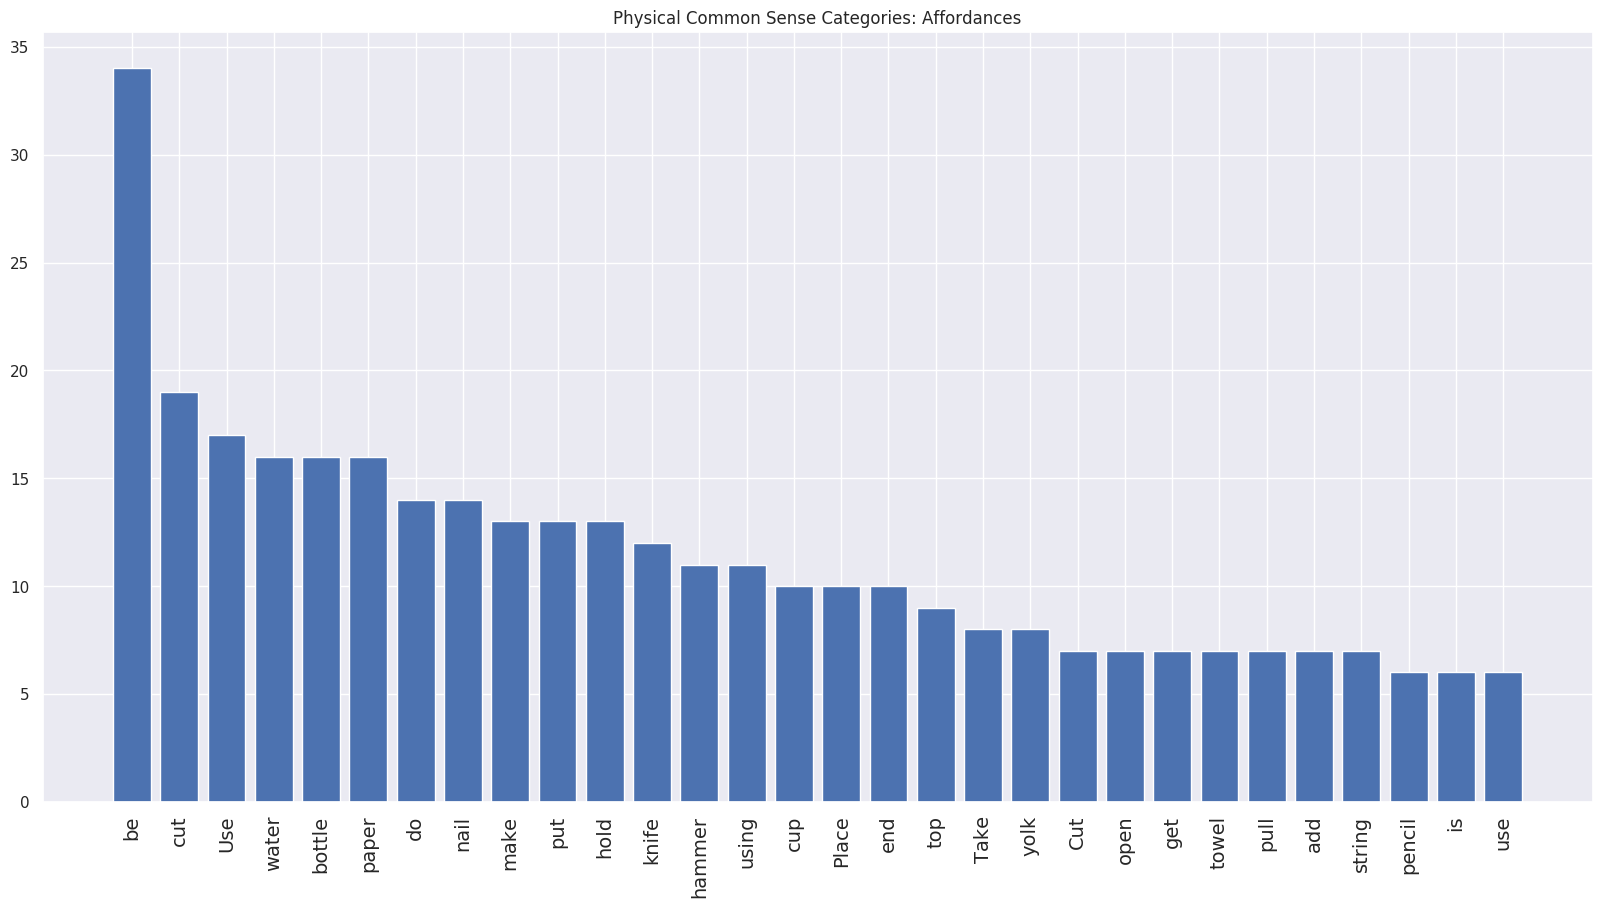 Physical Common Sense Categories: Affordances
35
30
25
20
15
10
5
0
be
cut
Use
water
bottle
paper
do
nail
make
put
hold
knife
hammer
using
cup
Place
end
top
Take
yolk
Cut
open
get
towel
pull
add
string
pencil
is
use